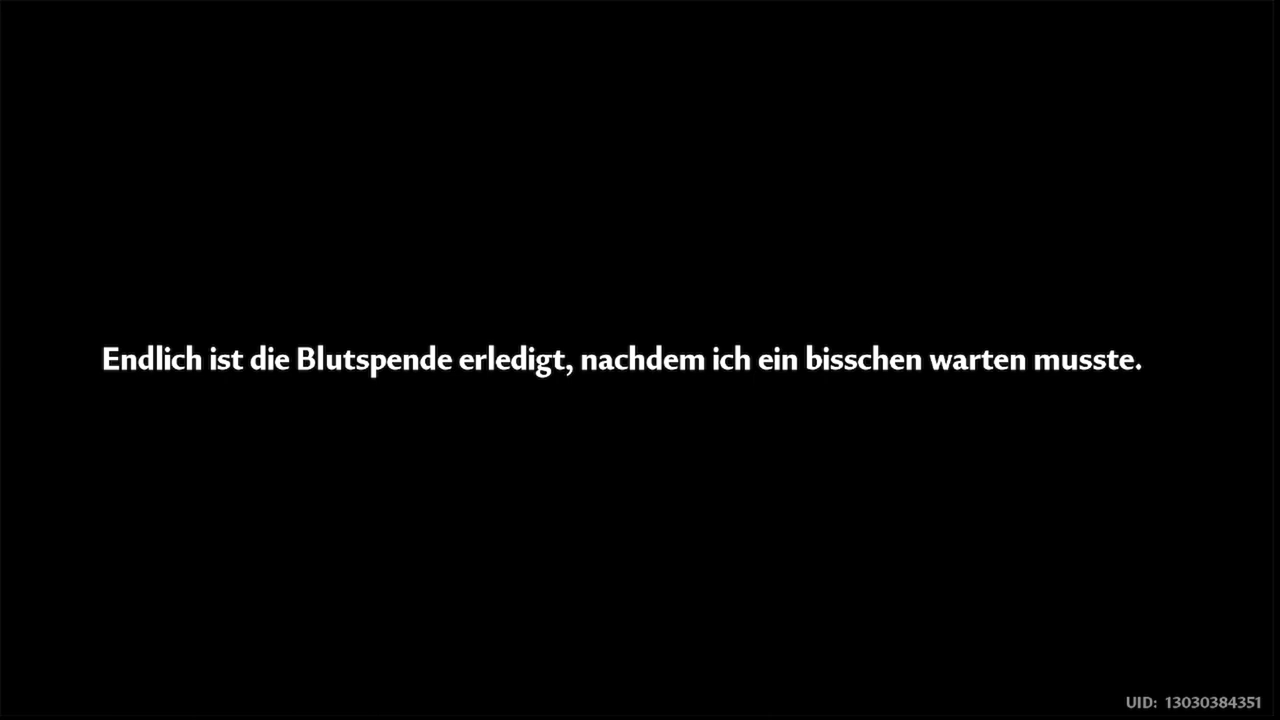 Endlich ist die Blutspende erledigt, nachdem ich ein bisschen warten musste.
UID: 13030384351